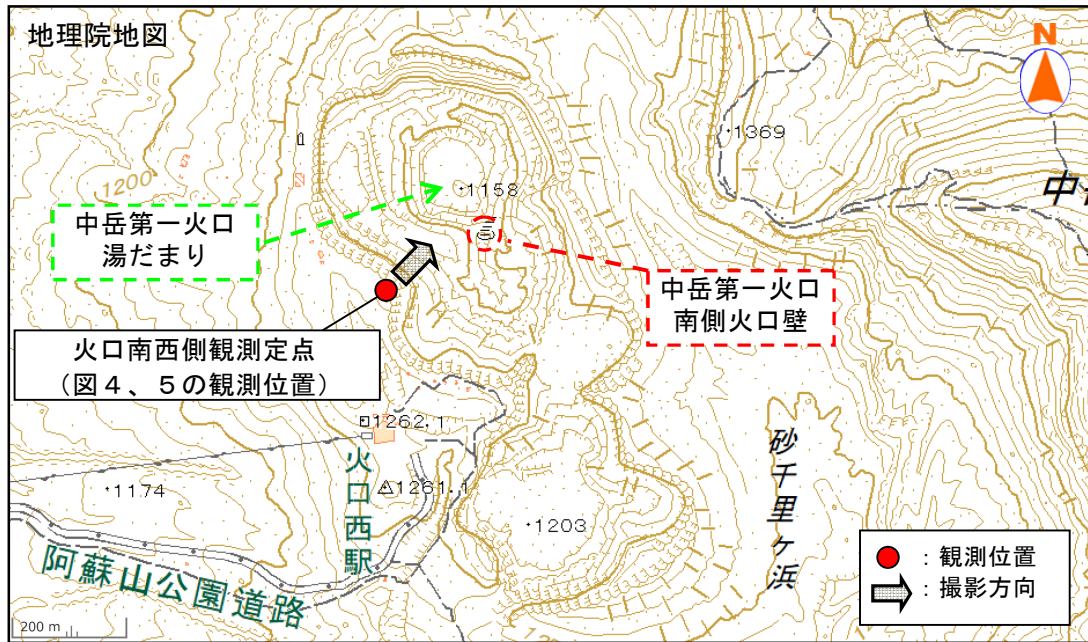 地理院地図
N
1369
1200
1158
中
中岳第一火口
湯だまり
中岳第一火口
南側火口壁
火口南西側観測定点
（図４、５の観測位置）
1262.1
火口西駅
1174
1261.1
1203
砂千里ヶ浜
阿蘇山公園道路
：観測位置
：撮影方向
200 m